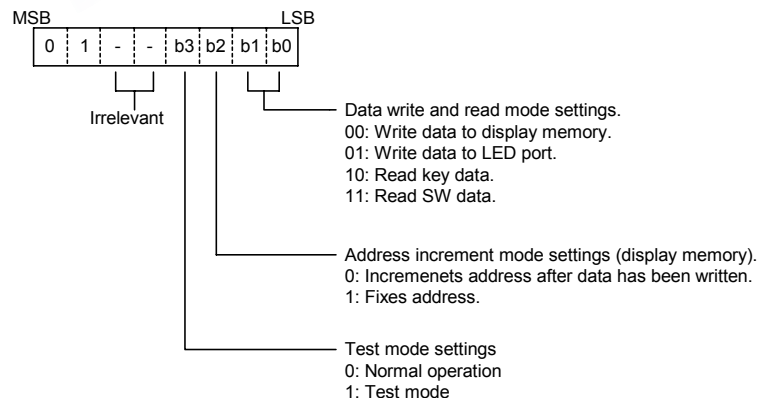 MSB LSB
0 1 - - b3 b2 b1 b0
Irrelevant
Data write and read mode settings.
00: Write data to display memory.
01: Write data to LED port.
10: Read key data.
11: Read SW data.
Address increment mode settings (display memory).
0: Incremenets address after data has been written.
1: Fixes address.
Test mode settings
0: Normal operation
1: Test mode